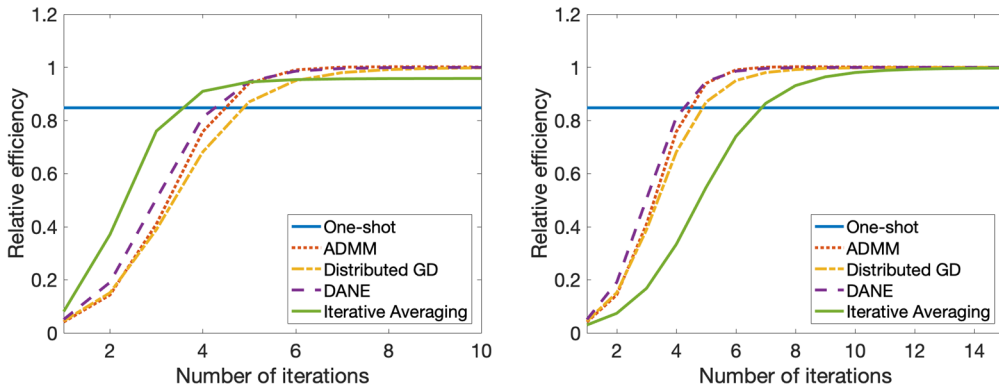 1.2
1
0.8
0.6
0.4
0.2
0
Relative efficiency
2
4
6
8
10
Number of iterations
One-shot
ADMM
Distributed GD
DANE
Iterative Averaging
1.2
1
0.8
0.6
0.4
0.2
0
Relative efficiency
2
4
6
8
10
12
14
Number of iterations
One-shot
ADMM
Distributed GD
DANE
Iterative Averaging